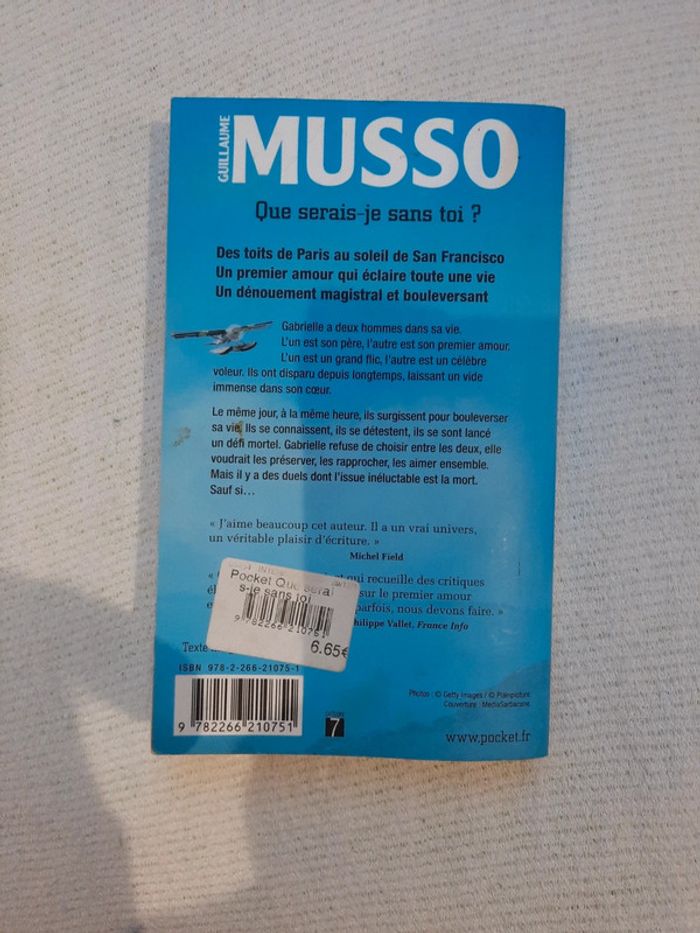 GUILLAUME
MUSSO
Que serais-je sans toi ?
Des toits de Paris au soleil de San Francisco
Un premier amour qui éclaire toute une vie
Un dénouement magistral et bouleversant
Gabrielle a deux hommes dans sa vie.
L'un est son père, l'autre est son premier amour.
L'un est un grand flic, l'autre est un célèbre
voleur. Ils ont disparu depuis longtemps, laissant un vide
immense dans son cœur.
Le même jour, à la même heure, ils surgissent pour bouleverser
sa vie. Ils se connaissent, ils se détestent, ils se sont lancé
un défi mortel. Gabrielle refuse de choisir entre les deux, elle
voudrait les préserver, les rapprocher, les aimer ensemble.
Mais il y a des duels dont l'issue inéluctable est la mort.
Sauf si…
« J'aime beaucoup cet auteur. Il a un vrai univers,
un véritable plaisir d'écriture. »
Michel Field
« qui recueille des critiques
sur le premier amour
parfois, nous devons faire. »
Philippe Vallet, France Info
Pocket Que serai
s-je sans toi
9 782266 210751
6.65€
Texte
ISBN 978-2-266-21075-1
9 782266 210751
7
Photos : © Getty Images / © Plainpicture
Couverture : MediaSarbacane
www.pocket.fr